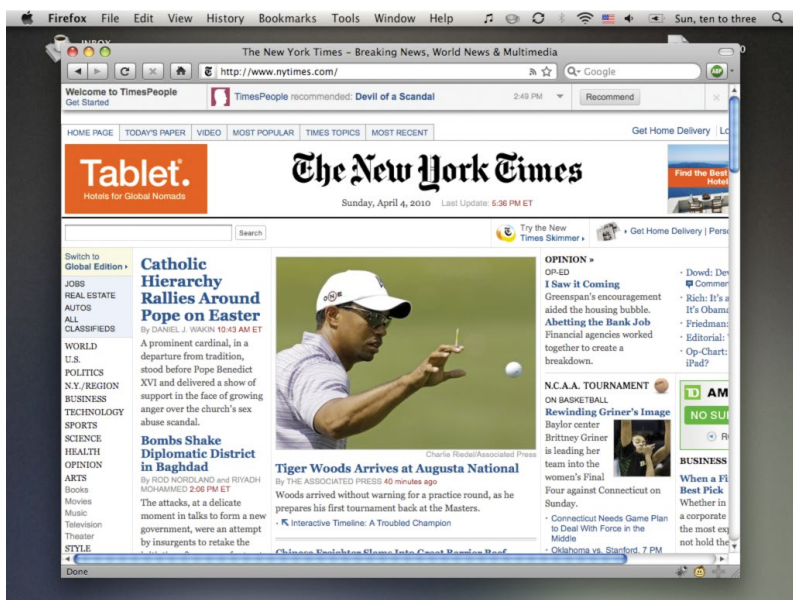 Firefox File Edit View History Bookmarks Tools Window Help Sun, ten to three
INBOX
The New York Times – Breaking News, World News & Multimedia
http://www.nytimes.com/
Google
ABP
Welcome to TimesPeople
Get Started
TimesPeople recommended: Devil of a Scandal
2:49 PM
Recommend
HOME PAGE
TODAY'S PAPER
VIDEO
MOST POPULAR
TIMES TOPICS
MOST RECENT
Get Home Delivery
Tablet.
Hotels for Global Nomads
The New York Times
Sunday, April 4, 2010 Last Update: 5:36 PM ET
Find the Best
Hotel
Search
Try the New
Times Skimmer
Get Home Delivery | Pers
Switch to
Global Edition
JOBS
REAL ESTATE
AUTOS
ALL
CLASSIFIEDS
WORLD
U.S.
POLITICS
N.Y./REGION
BUSINESS
TECHNOLOGY
SPORTS
SCIENCE
HEALTH
OPINION
ARTS
Books
Movies
Music
Television
Theater
STYLE
Catholic
Hierarchy
Rallies Around
Pope on Easter
By DANIEL J. WAKIN 10:43 AM ET
A prominent cardinal, in a
departure from tradition,
stood before Pope Benedict
XVI and delivered a show of
support in the face of growing
anger over the church's sex
abuse scandal.
Bombs Shake
Diplomatic District
in Baghdad
By ROD NORDLAND and RIYADH
MOHAMMED 2:06 PM ET
The attacks, at a delicate
moment in talks to form a new
government, were an attempt
by insurgents to retake the
Charlie Riedel/Associated Press
Tiger Woods Arrives at Augusta National
By THE ASSOCIATED PRESS 40 minutes ago
Woods arrived without warning for a practice round, as he
prepares his first tournament back at the Masters.
Interactive Timeline: A Troubled Champion
Chinese Freighter Slams Into Great Barrier Reef
OPINION »
OP-ED
I Saw it Coming
Greenspan's encouragement
aided the housing bubble.
Abetting the Bank Job
Financial agencies worked
together to create a
breakdown.
Dowd: De
Commen
Rich: It's a
It's Obama
Friedman:
Editorial:
Op-Chart:
iPad?
N.C.A.A. TOURNAMENT
ON BASKETBALL
Rewinding Griner's Image
Baylor center
Brittney Griner
is leading her
team into the
women's Final
Four against Connecticut on
Sunday.
Connecticut Needs Game Plan
to Deal With Force in the
Middle
Oklahoma vs. Stanford, 7 PM
TD AM
NO SU
BUSINESS
When a Fi
Best Pick
Whether in
a corporate
the most ex
not hold the
Done